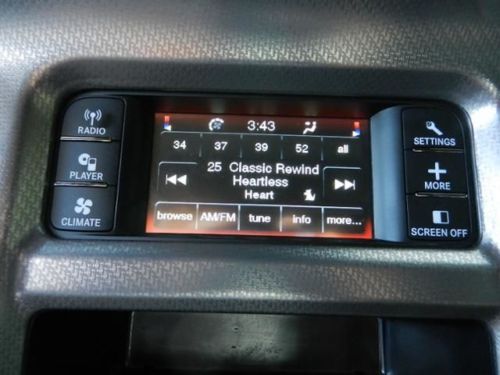 RADIO
PLAYER
CLIMATE
3:43
34 37 39 52 all
25 Classic Rewind
Heartless
Heart
browse AM/FM tune info more...
SETTINGS
MORE
SCREEN OFF